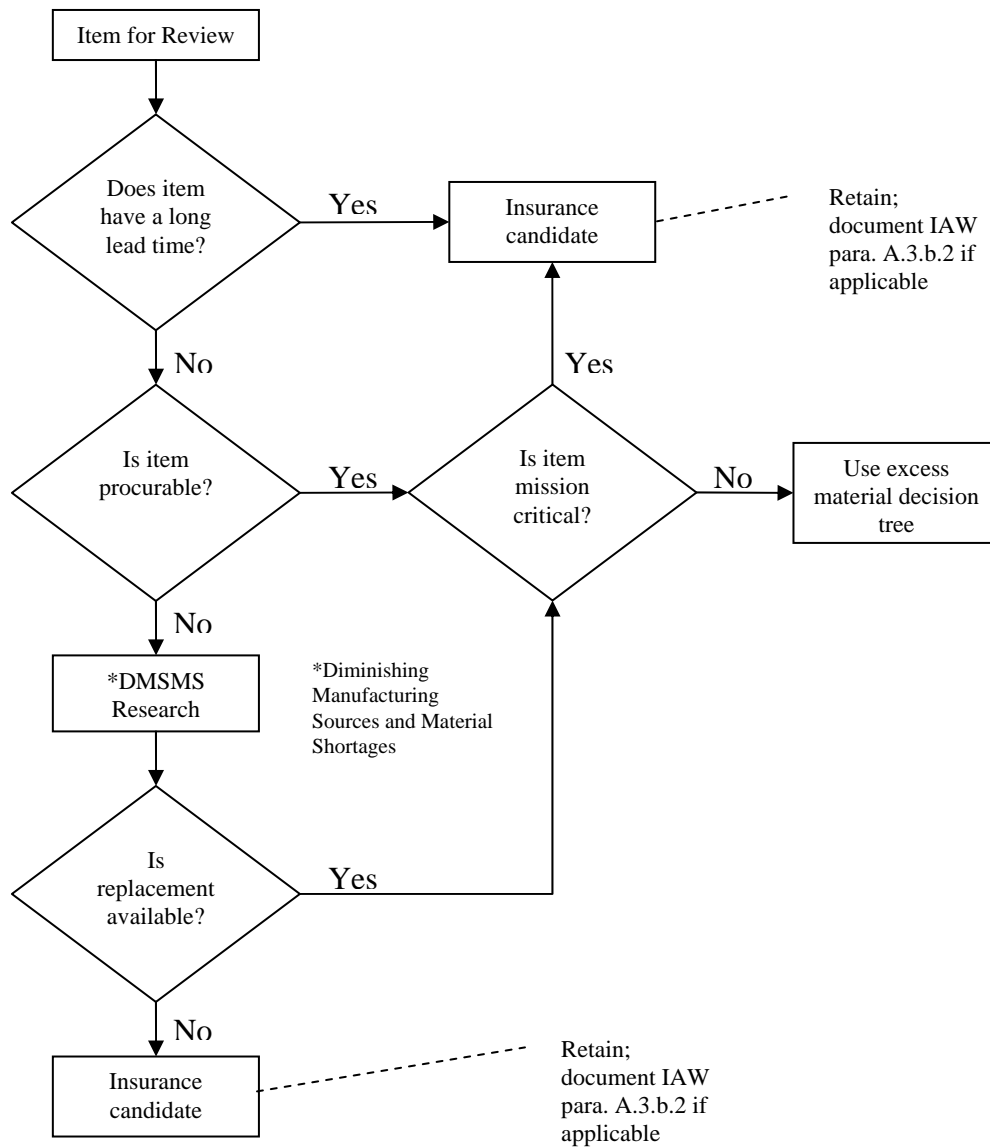 Item for Review
Does item
have a long
lead time?
Yes
Insurance
candidate
Retain;
document IAW
para. A.3.b.2 if
applicable
No
Yes
Is item
procurable?
Yes
Is item
mission
critical?
No
Use excess
material decision
tree
No
*DMSMS
Research
*Diminishing
Manufacturing
Sources and Material
Shortages
Is
replacement
available?
Yes
No
Insurance
candidate
Retain;
document IAW
para. A.3.b.2 if
applicable